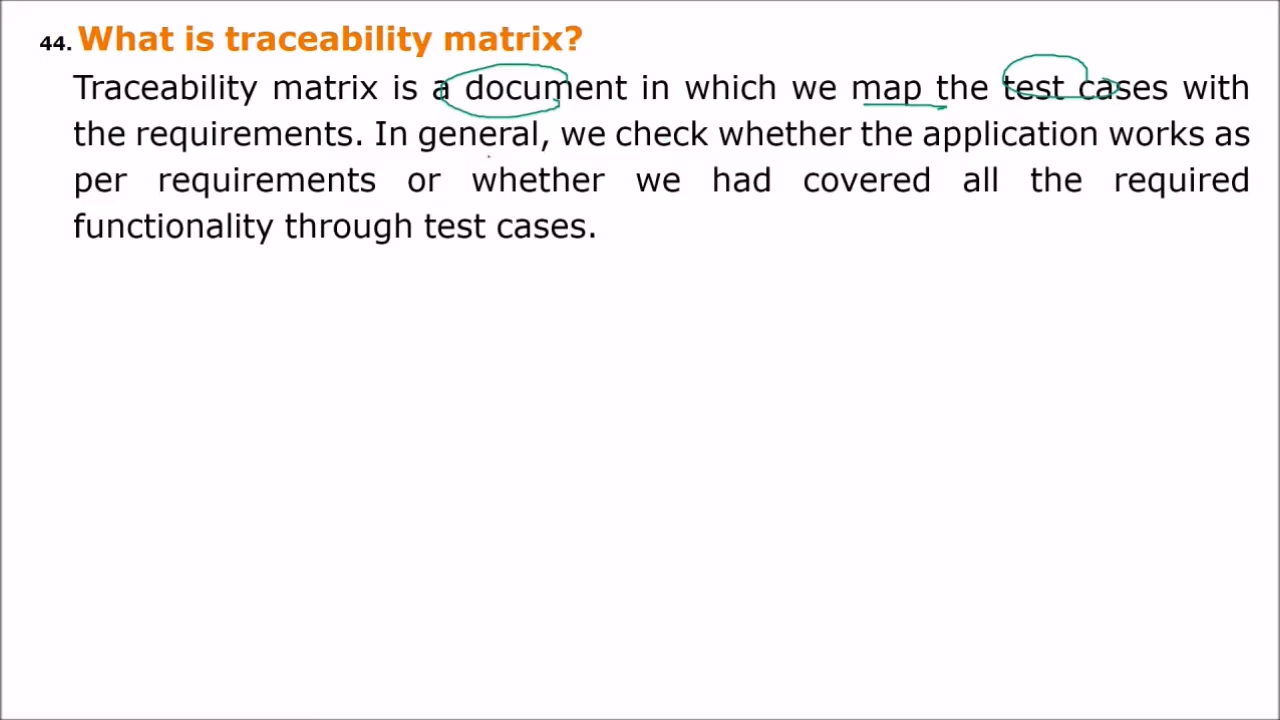 44. What is traceability matrix?
Traceability matrix is a document in which we map the test cases with
the requirements. In general, we check whether the application works as
per requirements or whether we had covered all the required
functionality through test cases.